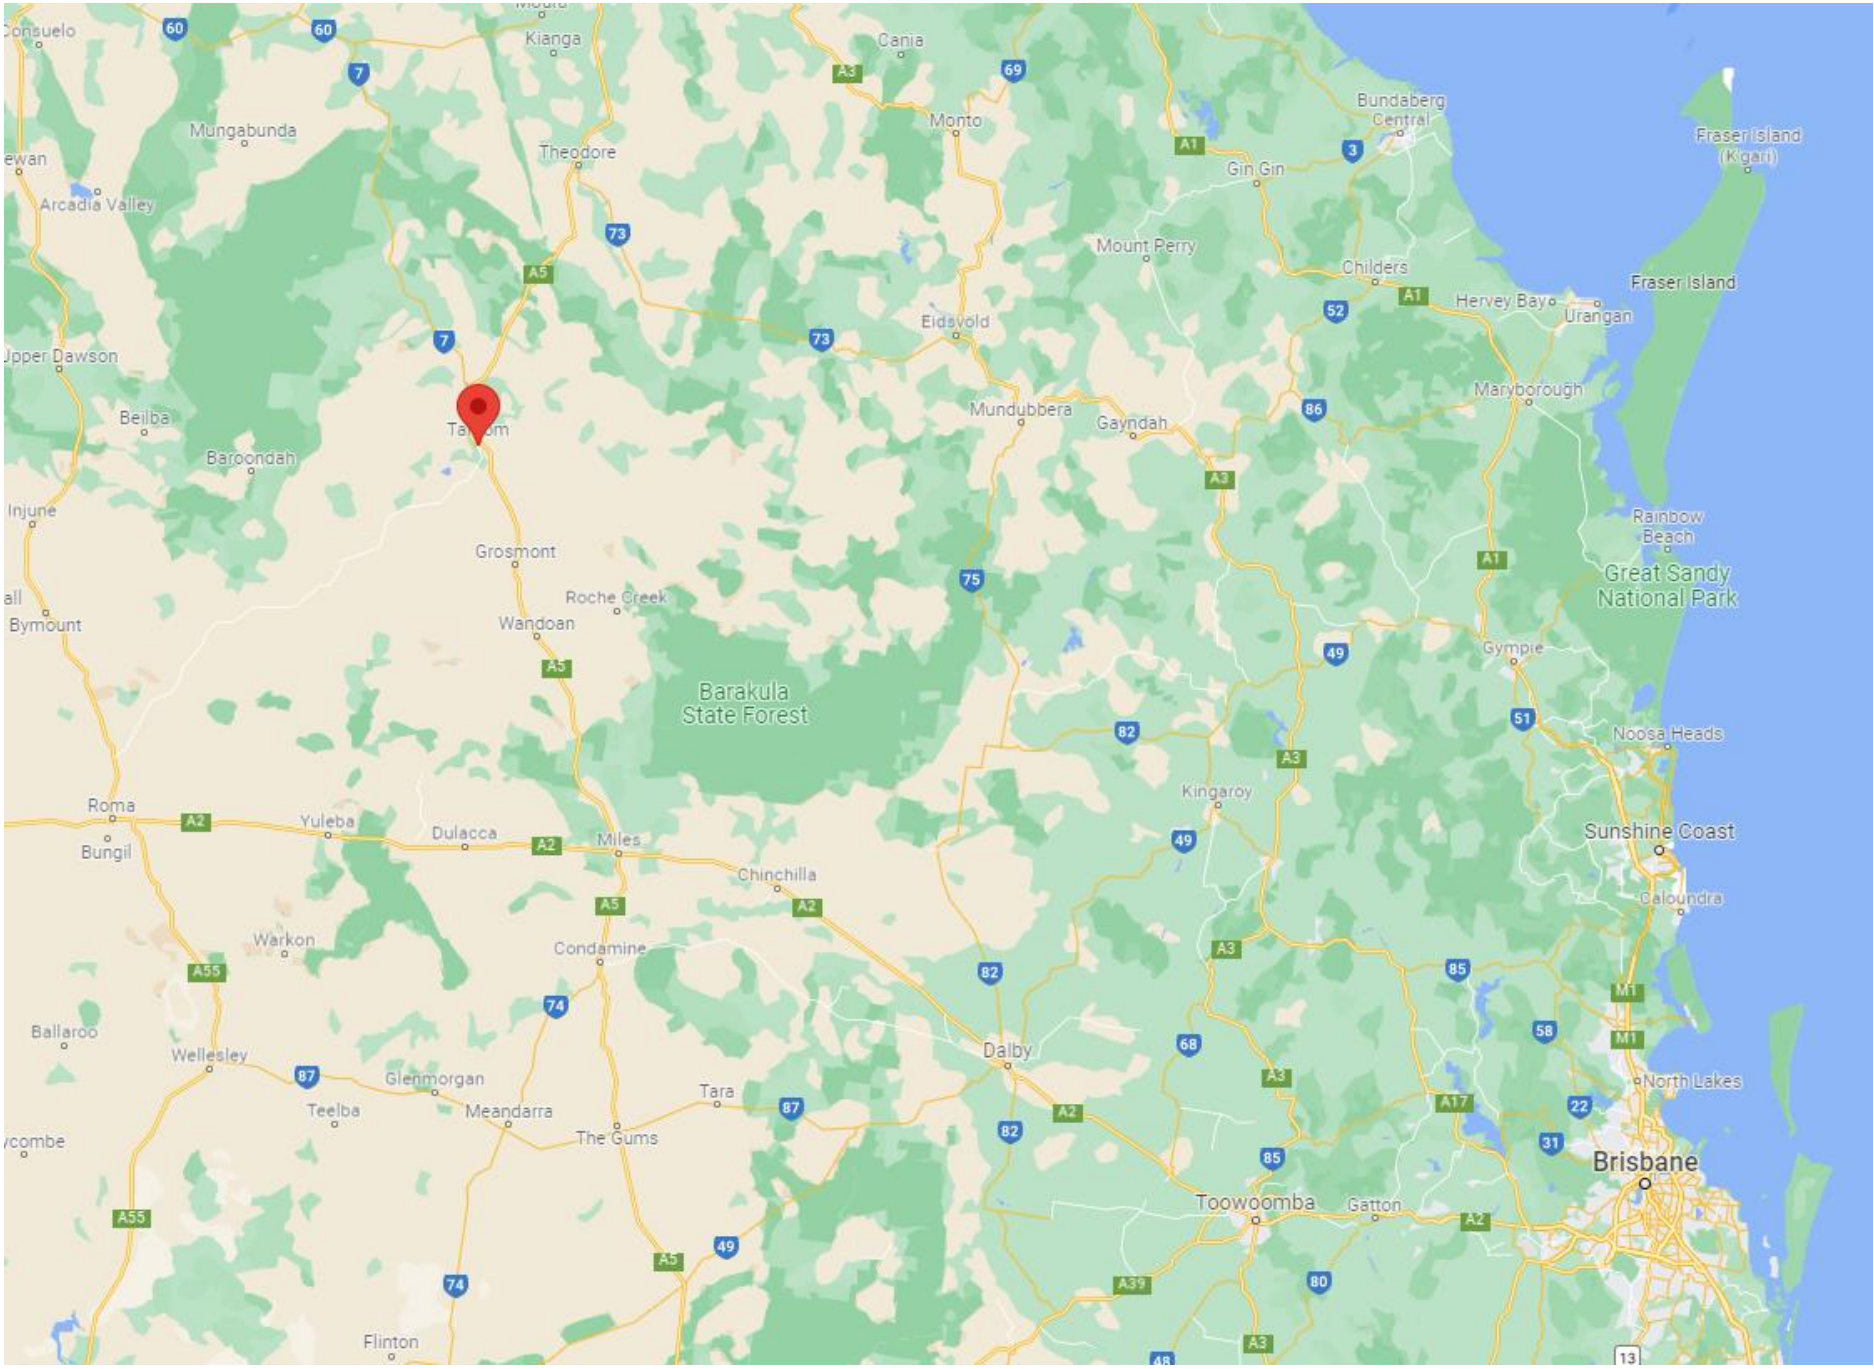 Moura
60
60
Consuelo
Kianga
Cania
A3
69
7
Bundaberg
Central
Mungabunda
Monto
Fraser Island
(K'gari)
A1
3
Theodore
Gin Gin
Arcadia Valley
73
Mount Perry
A5
Childers
Fraser Island
A1
Hervey Bay
Urangan
52
Eidsvold
73
7
Upper Dawson
Maryborough
86
Mundubbera
Gayndah
Beilba
Baroondah
A3
Injune
Rainbow
Beach
Grosmont
A1
Great Sandy
National Park
75
Roche Creek
Bymount
Wandoan
49
Gympie
A5
Barakula
State Forest
51
82
Noosa Heads
A3
Kingaroy
Roma
A2
Yuleba
Dulacca
A2
Miles
49
Sunshine Coast
Bungil
Chinchilla
A5
A2
Caloundra
Warkon
Condamine
A3
A55
82
85
M1
74
Ballaroo
58
M1
68
Wellesley
Dalby
87
Glenmorgan
A3
North Lakes
Tara
87
A17
22
Teelba
Meandarra
A2
82
The Gums
31
85
Brisbane
Toowoomba
Gatton
A55
A2
49
A5
74
A39
80
Flinton
A3
48
13